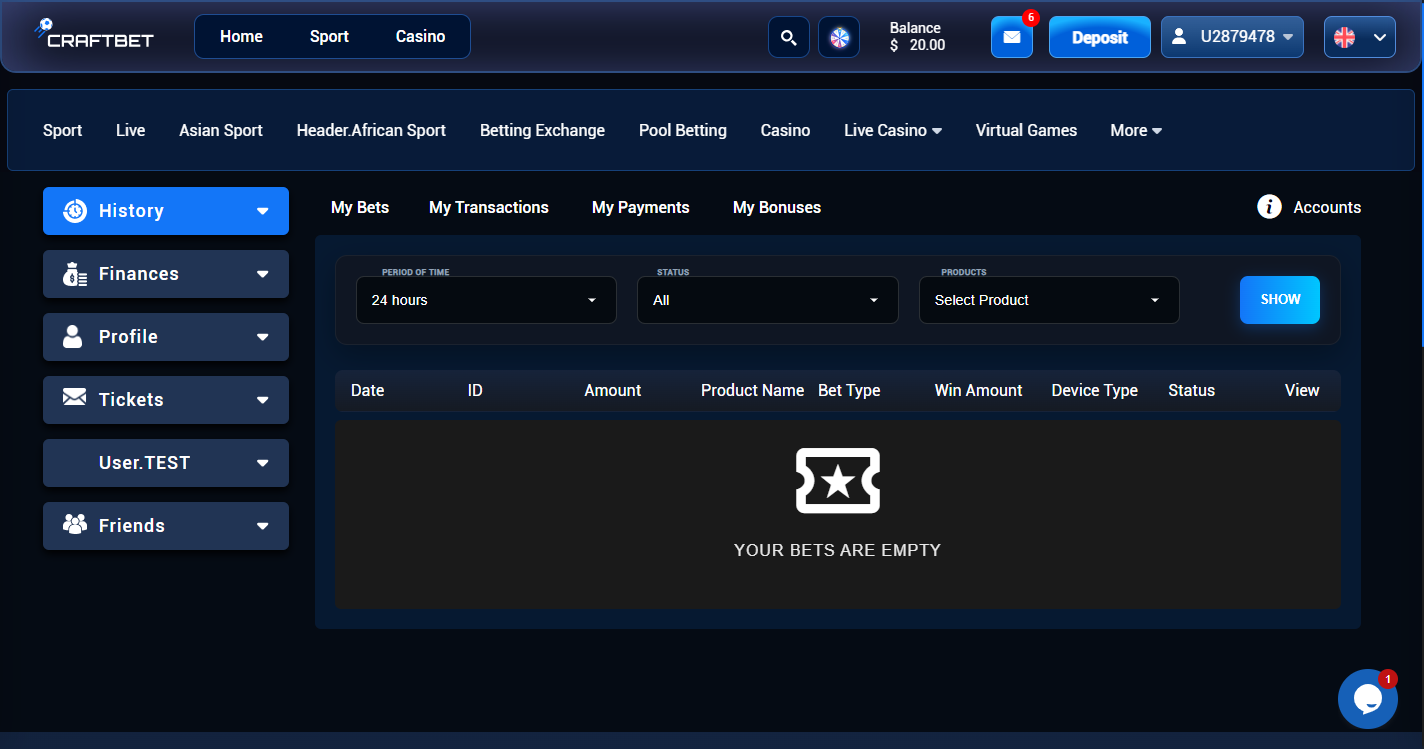 CRAFTBET
Home Sport Casino
Balance
$ 20.00
6
Deposit
U2879478
Sport Live Asian Sport Header.African Sport Betting Exchange Pool Betting Casino Live Casino Virtual Games More
History
Finances
Profile
Tickets
User.TEST
Friends
My Bets My Transactions My Payments My Bonuses
i Accounts
PERIOD OF TIME STATUS PRODUCTS
24 hours All Select Product SHOW
Date ID Amount Product Name Bet Type Win Amount Device Type Status View
$
YOUR BETS ARE EMPTY
1